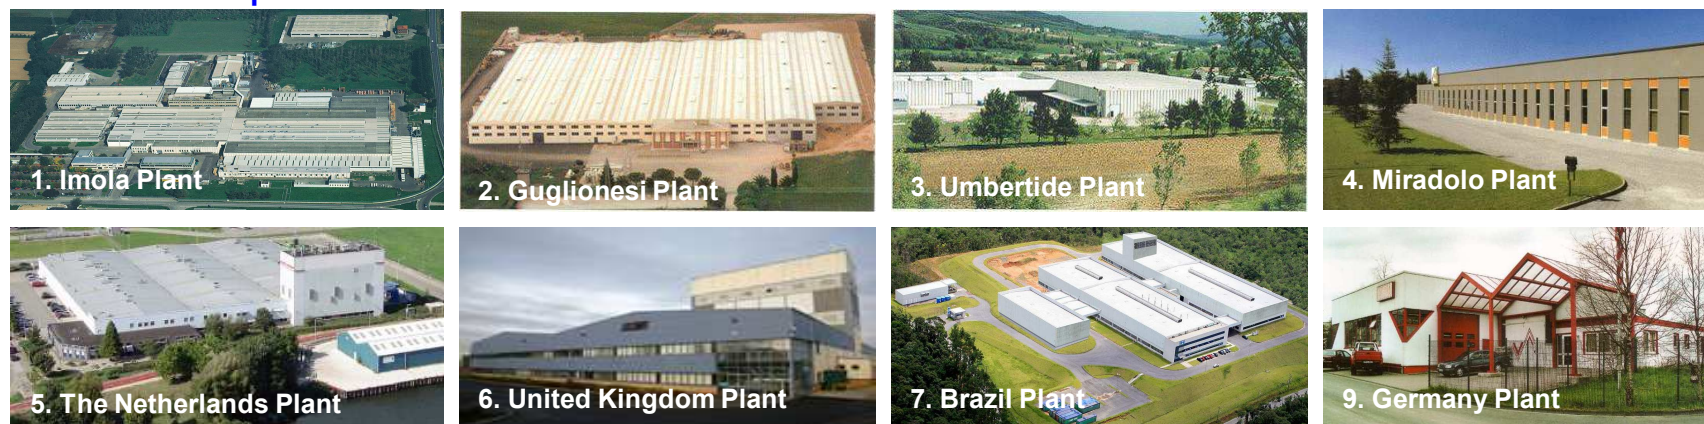 1. Imola Plant
2. Guglionesi Plant
3. Umbertide Plant
4. Miradolo Plant
5. The Netherlands Plant
6. United Kingdom Plant
7. Brazil Plant
9. Germany Plant